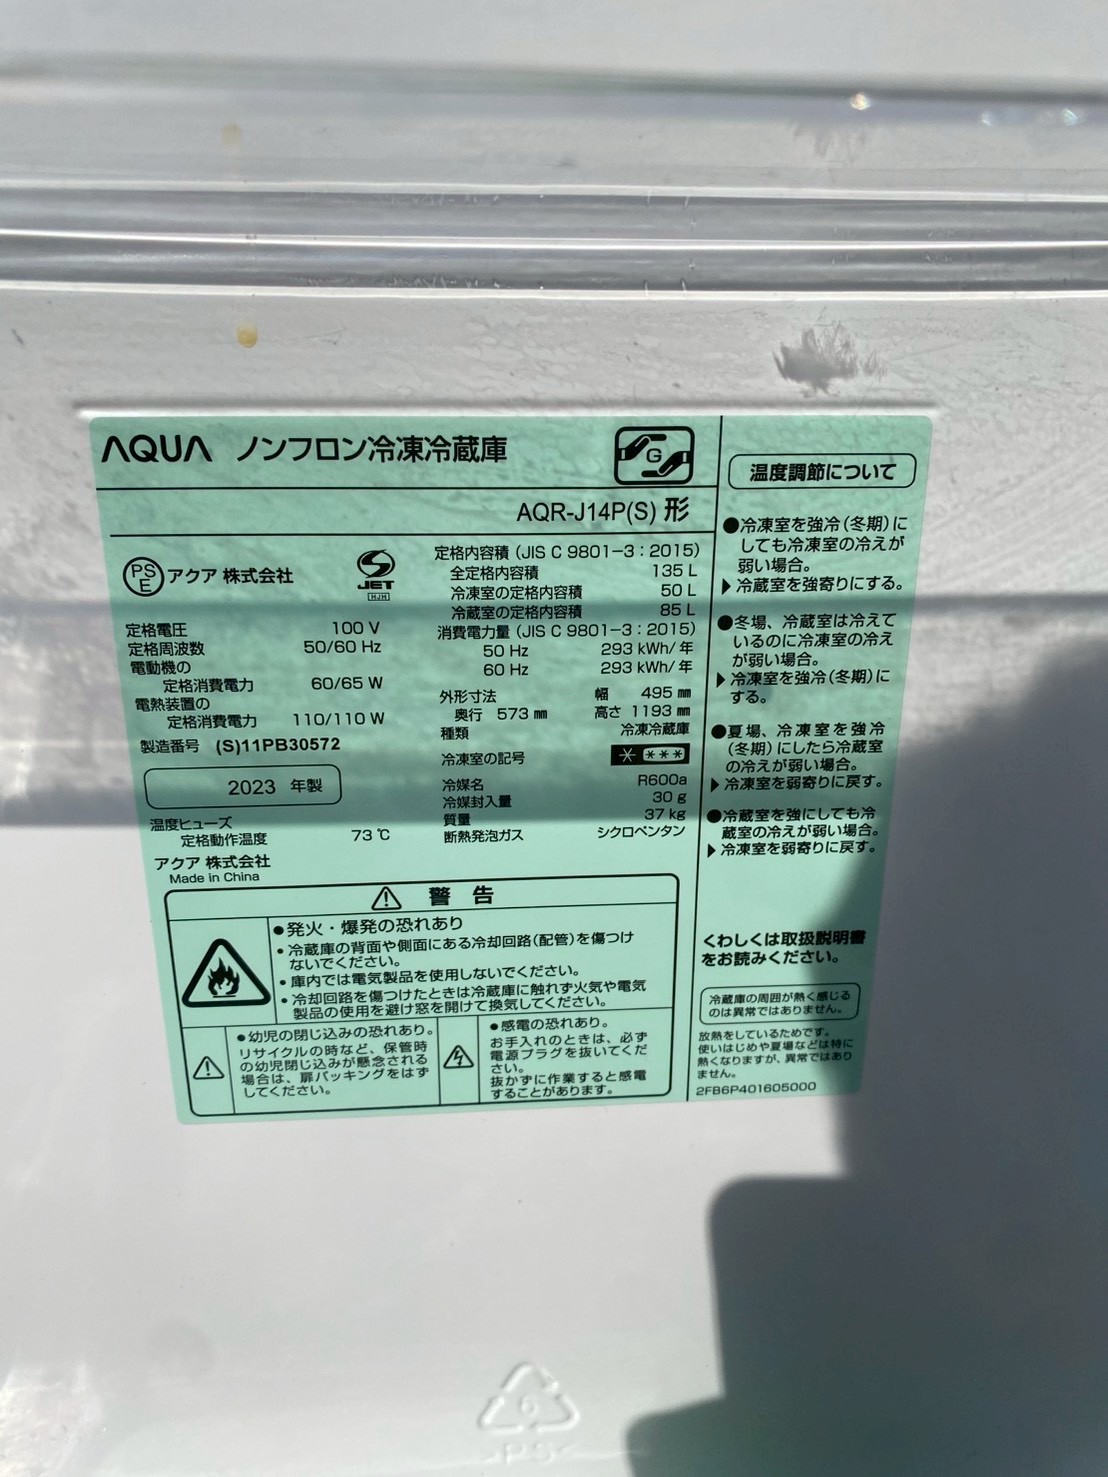 AQUA ノンフロン冷凍冷蔵庫
G
AQR-J14P(S) 形
PS
E
アクア 株式会社
JET
HJH
定格電圧 100 V
定格周波数 50/60 Hz
電動機の
定格消費電力 60/65 W
電熱装置の
定格消費電力 110/110 W
製造番号 (S)11PB30572
2023 年製
温度ヒューズ
定格動作温度 73 ℃
アクア 株式会社
Made in China
定格内容積 (JIS C 9801-3:2015)
全定格内容積 135 L
冷凍室の定格内容積 50 L
冷蔵室の定格内容積 85 L
消費電力量 (JIS C 9801-3:2015)
50 Hz 293 kWh/年
60 Hz 293 kWh/年
外形寸法 幅 495 ㎜
奥行 573 ㎜ 高さ 1193 ㎜
種類 冷凍冷蔵庫
冷凍室の記号
冷媒名 R600a
冷媒封入量 30 g
質量 37 kg
断熱発泡ガス シクロペンタン
警 告
●発火・爆発の恐れあり
・冷蔵庫の背面や側面にある冷却回路(配管)を傷つけ
ないでください。
・庫内では電気製品を使用しないでください。
・冷却回路を傷つけたときは冷蔵庫に触れず火気や電気
製品の使用を避け窓を開けて換気してください。
●幼児の閉じ込みの恐れあり。
リサイクルの時など、保管時
の幼児閉じ込みが懸念される
場合は、扉パッキングをはず
してください。
●感電の恐れあり。
お手入れのときは、必ず
電源プラグを抜いてくだ
さい。
抜かずに作業すると感電
することがあります。
温度調節について
●冷凍室を強冷(冬期)に
しても冷凍室の冷えが
弱い場合。
▶冷蔵室を強寄りにする。
●冬場、冷蔵室は冷えて
いるのに冷凍室の冷え
が弱い場合。
▶冷凍室を強冷(冬期)に
する。
●夏場、冷凍室を強冷
(冬期)にしたら冷蔵室
の冷えが弱い場合。
▶冷凍室を弱寄りに戻す。
●冷蔵室を強にしても冷
蔵室の冷えが弱い場合。
▶冷凍室を弱寄りに戻す。
くわしくは取扱説明書
をお読みください。
冷蔵庫の周囲が熱く感じる
のは異常ではありません。
放熱をしているためです。
使いはじめや夏場などは特に
熱くなりますが、異常ではあり
ません。
2FB6P401605000
6
>PS<